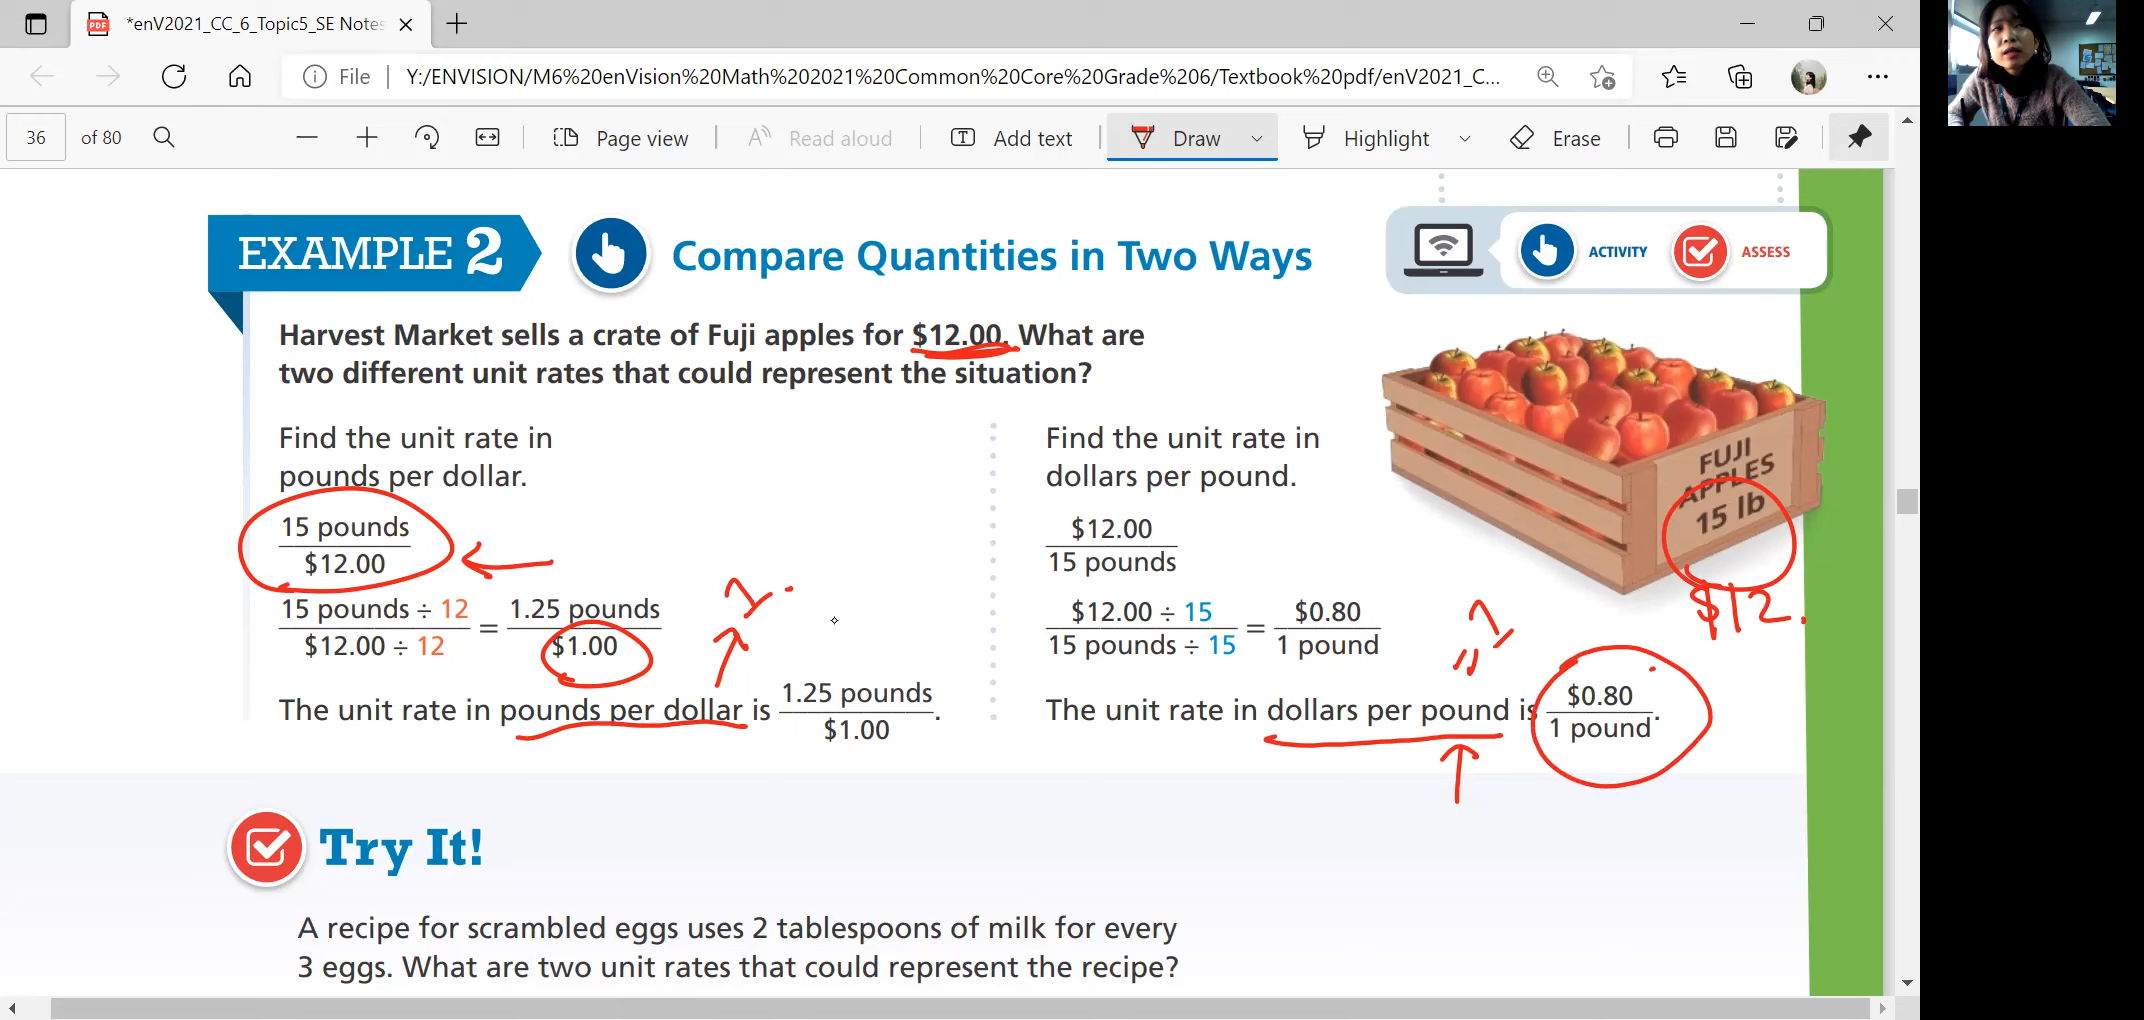 *enV2021_CC_6_Topic5_SE Notes
File
Y:/ENVISION/M6%20enVision%20Math%202021%20Common%20Core%20Grade%206/Textbook%20pdf/enV2021_C...
36 of 80
Page view
Read aloud
Add text
Draw
Highlight
Erase
EXAMPLE 2
Compare Quantities in Two Ways
ACTIVITY
ASSESS
Harvest Market sells a crate of Fuji apples for $12.00. What are
two different unit rates that could represent the situation?
Find the unit rate in
pounds per dollar.
15 pounds
$12.00
15 pounds ÷ 12
$12.00 ÷ 12
=
1.25 pounds
$1.00
The unit rate in pounds per dollar is 1.25 pounds
$1.00.
Find the unit rate in
dollars per pound.
$12.00
15 pounds
$12.00 ÷ 15
15 pounds ÷ 15
=
$0.80
1 pound
The unit rate in dollars per pound is $0.80
1 pound.
FUJI
APPLES
15 lb
$12.
Try It!
A recipe for scrambled eggs uses 2 tablespoons of milk for every
3 eggs. What are two unit rates that could represent the recipe?